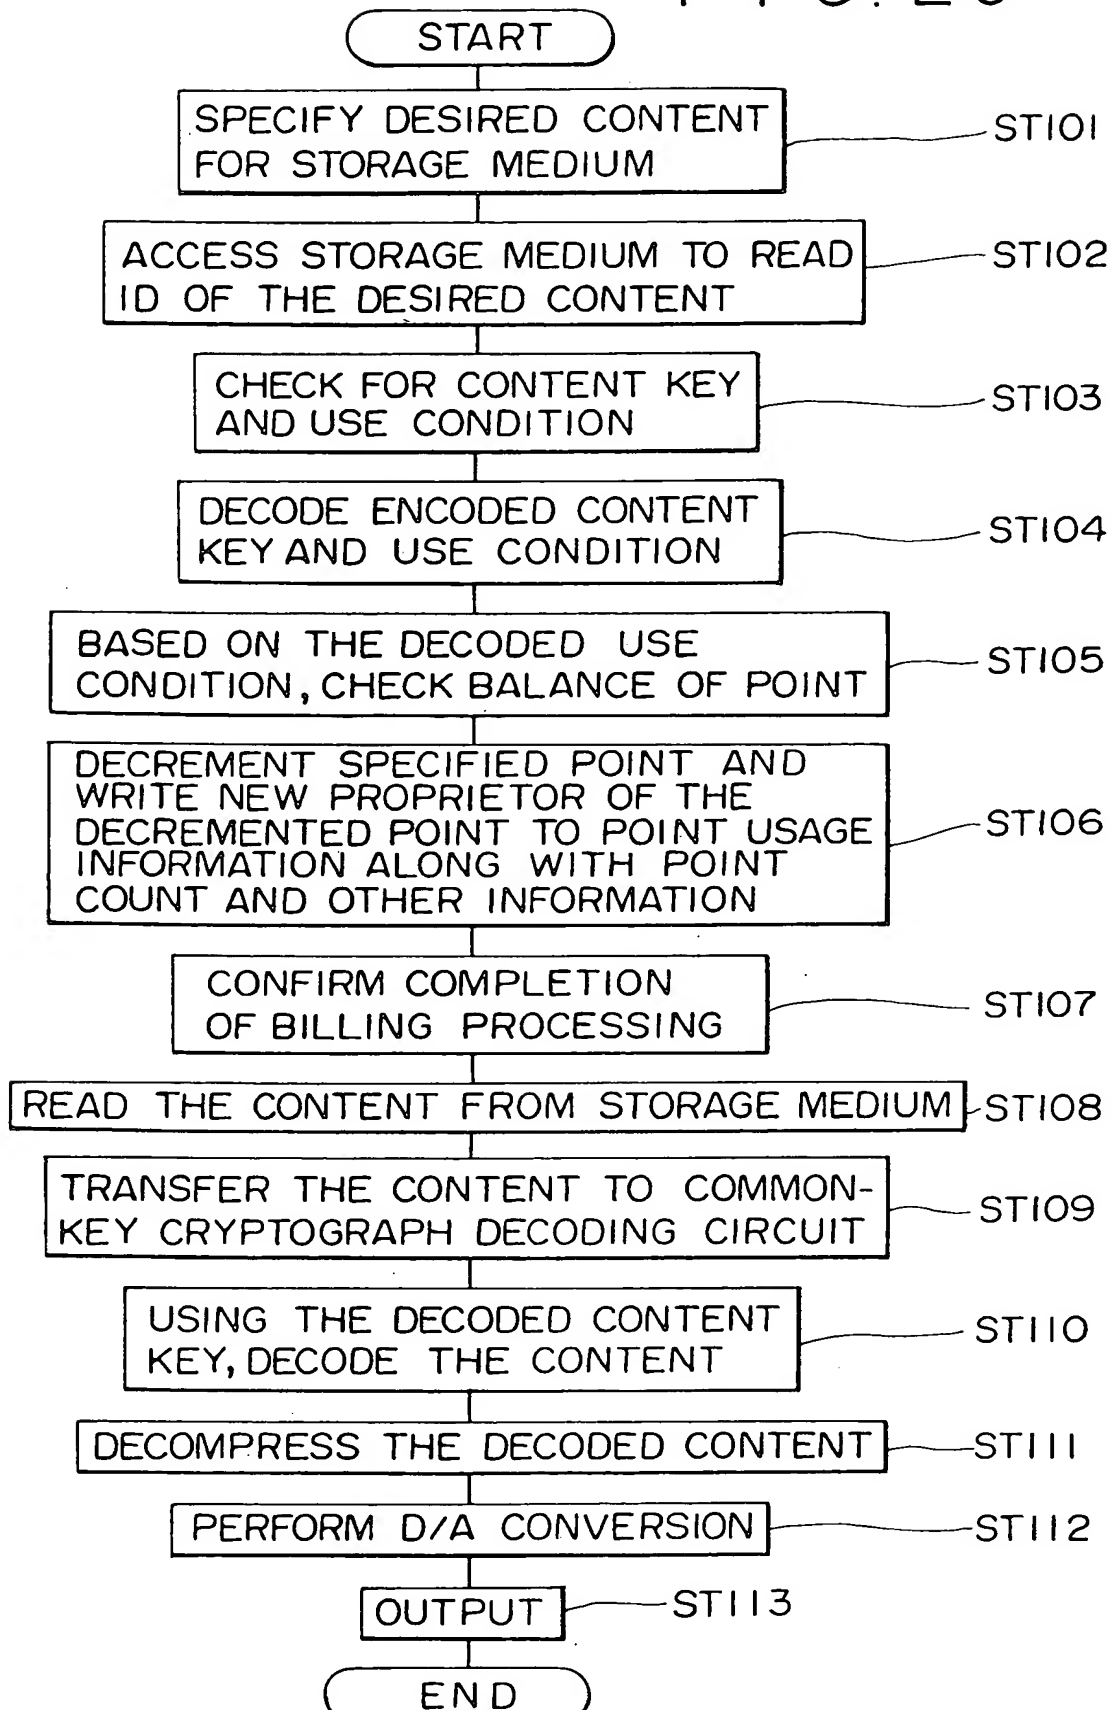 START
SPECIFY DESIRED CONTENT
FOR STORAGE MEDIUM
ST101
ACCESS STORAGE MEDIUM TO READ
ID OF THE DESIRED CONTENT
ST102
CHECK FOR CONTENT KEY
AND USE CONDITION
ST103
DECODE ENCODED CONTENT
KEY AND USE CONDITION
ST104
BASED ON THE DECODED USE
CONDITION, CHECK BALANCE OF POINT
ST105
DECREMENT SPECIFIED POINT AND
WRITE NEW PROPRIETOR OF THE
DECREMENTED POINT TO POINT USAGE
INFORMATION ALONG WITH POINT
COUNT AND OTHER INFORMATION
ST106
CONFIRM COMPLETION
OF BILLING PROCESSING
ST107
READ THE CONTENT FROM STORAGE MEDIUM
ST108
TRANSFER THE CONTENT TO COMMON-
KEY CRYPTOGRAPH DECODING CIRCUIT
ST109
USING THE DECODED CONTENT
KEY, DECODE THE CONTENT
ST110
DECOMPRESS THE DECODED CONTENT
ST111
PERFORM D/A CONVERSION
ST112
OUTPUT
ST113
END